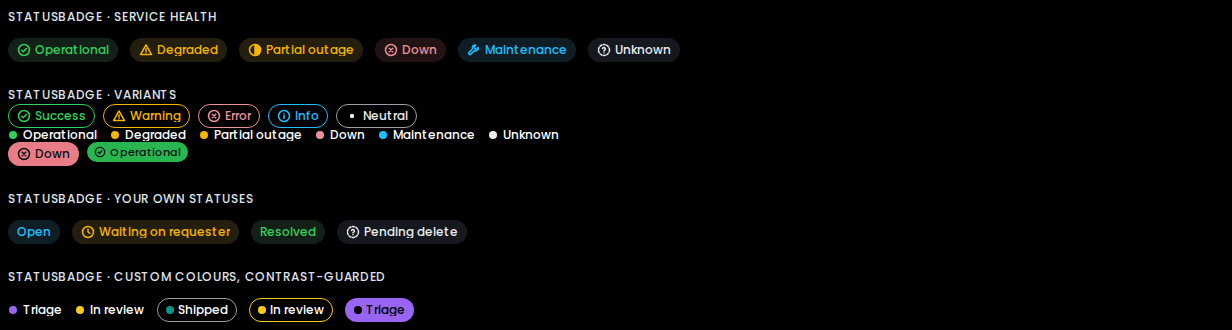 STATUSBADGE · SERVICE HEALTH
Operational Degraded Partial outage Down Maintenance Unknown
STATUSBADGE · VARIANTS
Success Warning Error Info Neutral
Operational Degraded Partial outage Down Maintenance Unknown
Down Operational
STATUSBADGE · YOUR OWN STATUSES
Open Waiting on requester Resolved Pending delete
STATUSBADGE · CUSTOM COLOURS, CONTRAST-GUARDED
Triage In review Shipped In review Triage